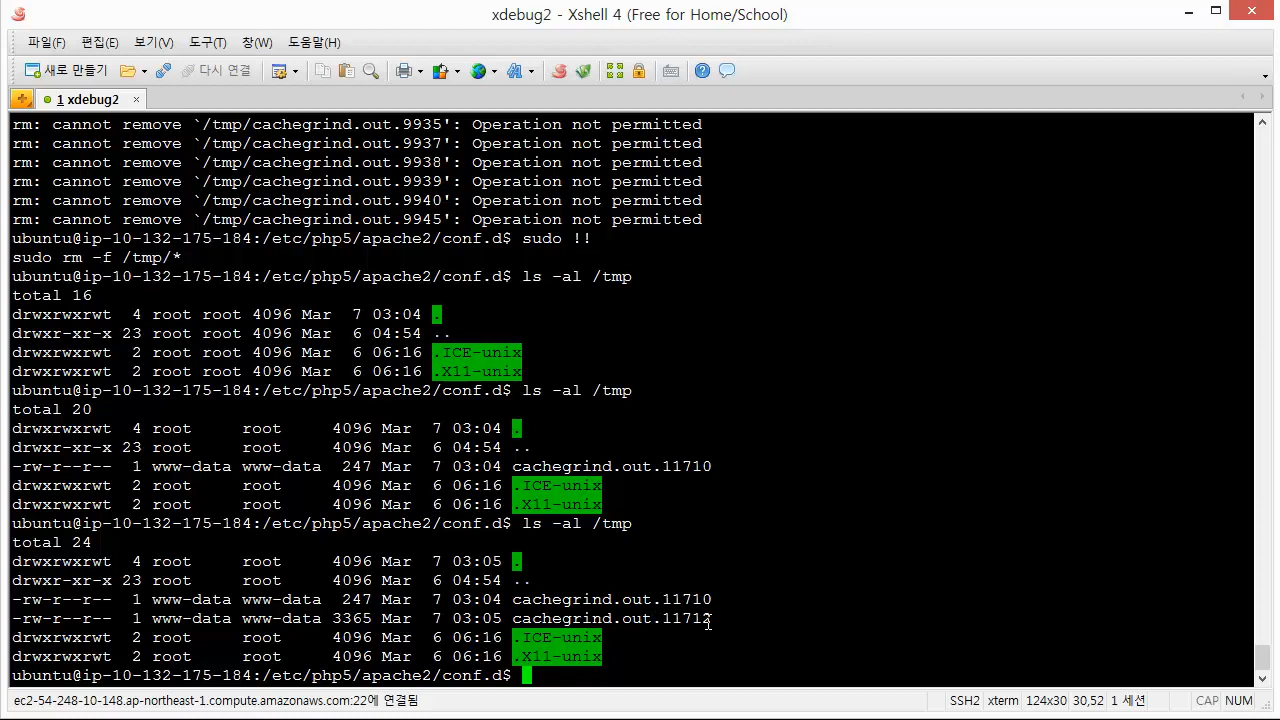 xdebug2 - Xshell 4 (Free for Home/School)
파일(F) 편집(E) 보기(V) 도구(T) 창(W) 도움말(H)
새로 만들기 다시 연결
1 xdebug2
rm: cannot remove `/tmp/cachegrind.out.9935': Operation not permitted
rm: cannot remove `/tmp/cachegrind.out.9937': Operation not permitted
rm: cannot remove `/tmp/cachegrind.out.9938': Operation not permitted
rm: cannot remove `/tmp/cachegrind.out.9939': Operation not permitted
rm: cannot remove `/tmp/cachegrind.out.9940': Operation not permitted
rm: cannot remove `/tmp/cachegrind.out.9945': Operation not permitted
ubuntu@ip-10-132-175-184:/etc/php5/apache2/conf.d$ sudo !!
sudo rm -f /tmp/*
ubuntu@ip-10-132-175-184:/etc/php5/apache2/conf.d$ ls -al /tmp
total 16
drwxrwxrwt  4 root root 4096 Mar  7 03:04 .
drwxr-xr-x 23 root root 4096 Mar  6 04:54 ..
drwxrwxrwt  2 root root 4096 Mar  6 06:16 .ICE-unix
drwxrwxrwt  2 root root 4096 Mar  6 06:16 .X11-unix
ubuntu@ip-10-132-175-184:/etc/php5/apache2/conf.d$ ls -al /tmp
total 20
drwxrwxrwt  4 root     root     4096 Mar  7 03:04 .
drwxr-xr-x 23 root     root     4096 Mar  6 04:54 ..
-rw-r--r--  1 www-data www-data  247 Mar  7 03:04 cachegrind.out.11710
drwxrwxrwt  2 root     root     4096 Mar  6 06:16 .ICE-unix
drwxrwxrwt  2 root     root     4096 Mar  6 06:16 .X11-unix
ubuntu@ip-10-132-175-184:/etc/php5/apache2/conf.d$ ls -al /tmp
total 24
drwxrwxrwt  4 root     root     4096 Mar  7 03:05 .
drwxr-xr-x 23 root     root     4096 Mar  6 04:54 ..
-rw-r--r--  1 www-data www-data  247 Mar  7 03:04 cachegrind.out.11710
-rw-r--r--  1 www-data www-data 3365 Mar  7 03:05 cachegrind.out.11712
drwxrwxrwt  2 root     root     4096 Mar  6 06:16 .ICE-unix
drwxrwxrwt  2 root     root     4096 Mar  6 06:16 .X11-unix
ubuntu@ip-10-132-175-184:/etc/php5/apache2/conf.d$
ec2-54-248-10-148.ap-northeast-1.compute.amazonaws.com:22에 연결됨 SSH2 xterm 124x30 30,52 1 세션 CAP NUM